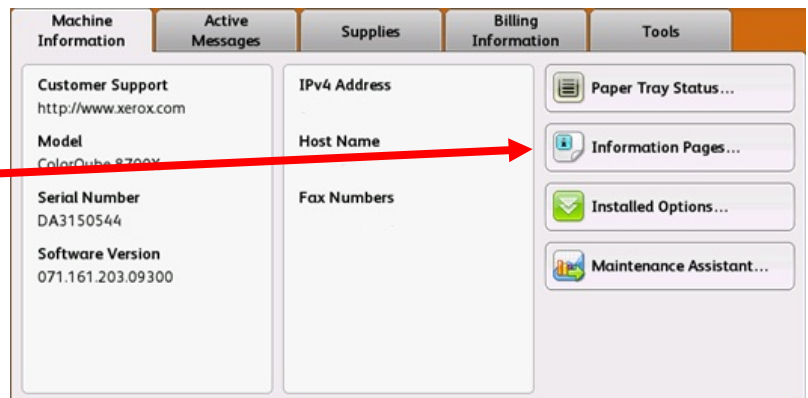 Machine Information
Active Messages
Supplies
Billing Information
Tools
Customer Support
http://www.xerox.com
Model
ColorQube 8700X
Serial Number
DA3150544
Software Version
071.161.203.09300
IPv4 Address
Host Name
Fax Numbers
Paper Tray Status...
Information Pages...
Installed Options...
Maintenance Assistant...